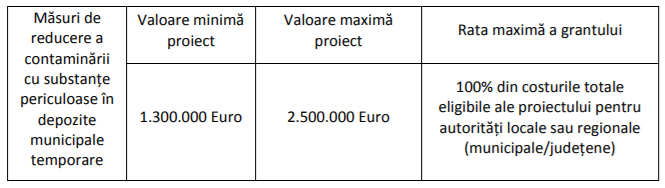 Măsuri de
reducere a
contaminării
cu substanțe
periculoase în
depozite
municipale
temporare
Valoare minimă
proiect
Valoare maximă
proiect
Rata maximă a grantului
1.300.000 Euro
2.500.000 Euro
100% din costurile totale
eligibile ale proiectului pentru
autorități locale sau regionale
(municipale/județene)